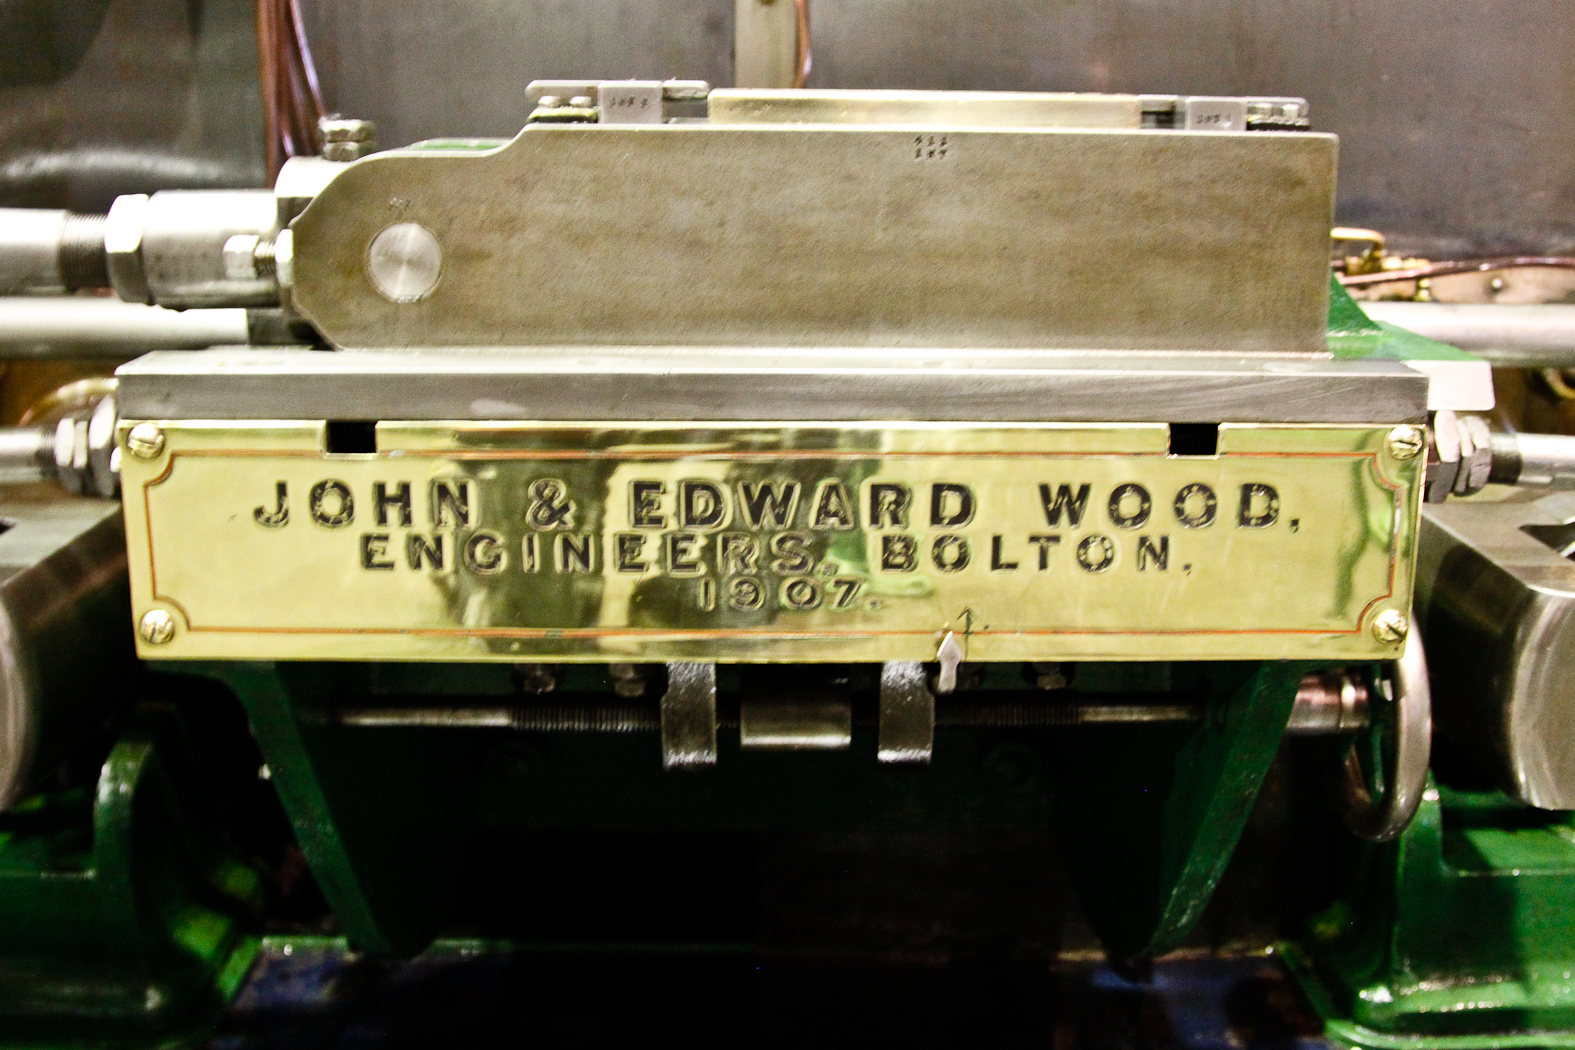 JOHN & EDWARD WOOD,
ENGINEERS, BOLTON,
1907.